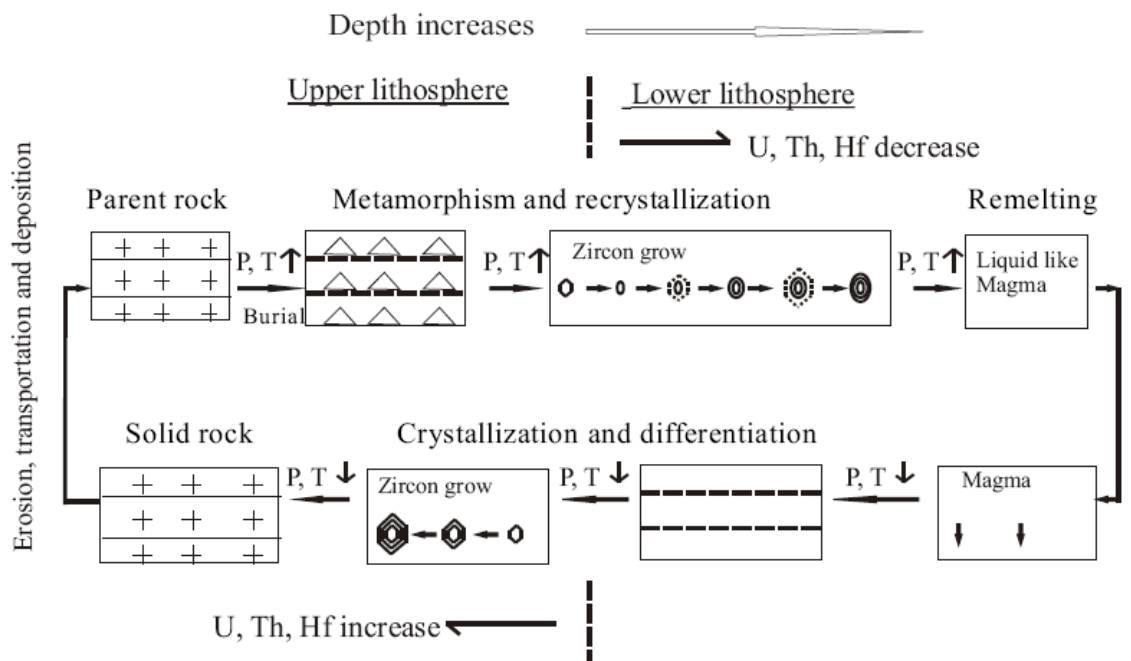 Depth increases
Upper lithosphere
Lower lithosphere
U, Th, Hf decrease
Erosion, transportation and deposition
Parent rock
Metamorphism and recrystallization
Remelting
P, T
Burial
P, T
Zircon grow
P, T
Liquid like
Magma
Solid rock
Crystallization and differentiation
P, T
Zircon grow
P, T
P, T
Magma
U, Th, Hf increase